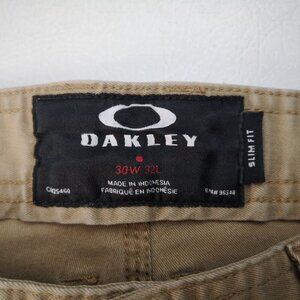 OAKLEY
30W 32L
MADE IN INDONESIA
FABRIQUÉ EN INDONÉSIE
SLIM FIT